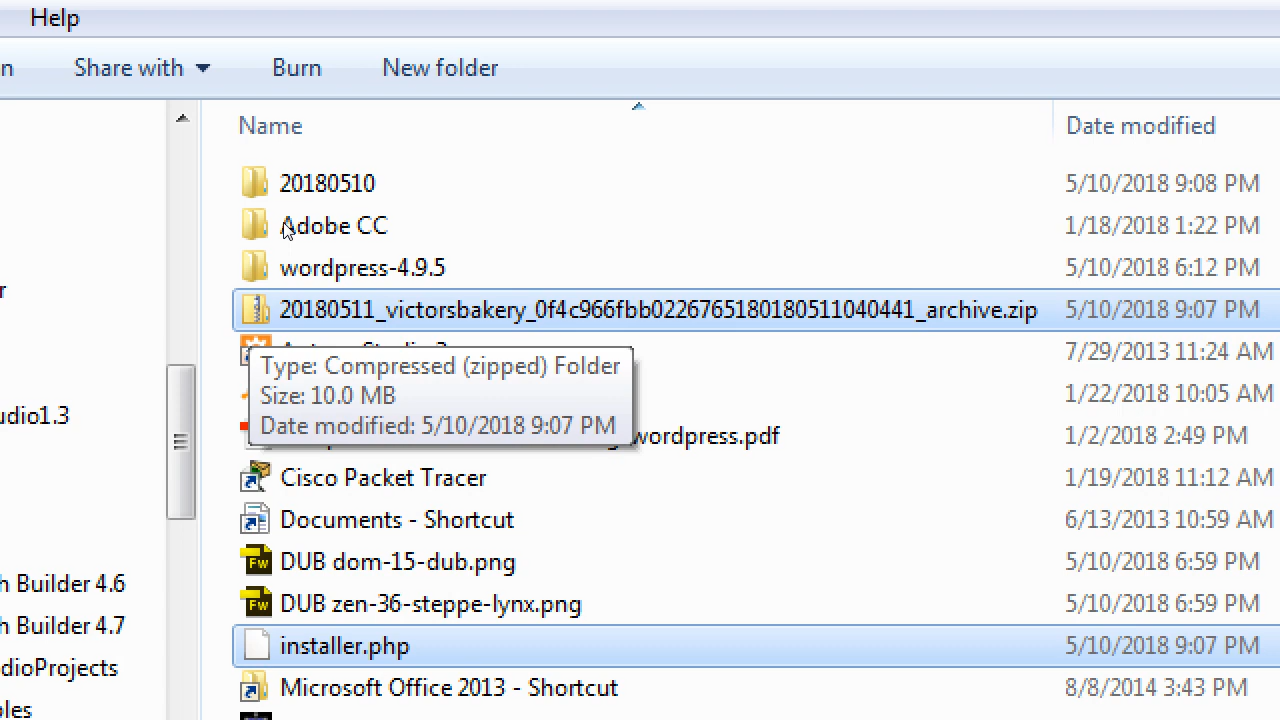 Help
n
Share with
Burn
New folder
Name
Date modified
20180510
5/10/2018 9:08 PM
Adobe CC
1/18/2018 1:22 PM
wordpress-4.9.5
5/10/2018 6:12 PM
r
20180511_victorsbakery_0f4c966fbb0226765180180511040441_archive.zip
5/10/2018 9:07 PM
7/29/2013 11:24 AM
Type: Compressed (zipped) Folder
Size: 10.0 MB
1/22/2018 10:05 AM
Date modified: 5/10/2018 9:07 PM
udio1.3
wordpress.pdf
1/2/2018 2:49 PM
Cisco Packet Tracer
1/19/2018 11:12 AM
Documents - Shortcut
6/13/2013 10:59 AM
DUB dom-15-dub.png
5/10/2018 6:59 PM
h Builder 4.6
DUB zen-36-steppe-lynx.png
5/10/2018 6:59 PM
h Builder 4.7
installer.php
5/10/2018 9:07 PM
dioProjects
Microsoft Office 2013 - Shortcut
8/8/2014 3:43 PM
ples